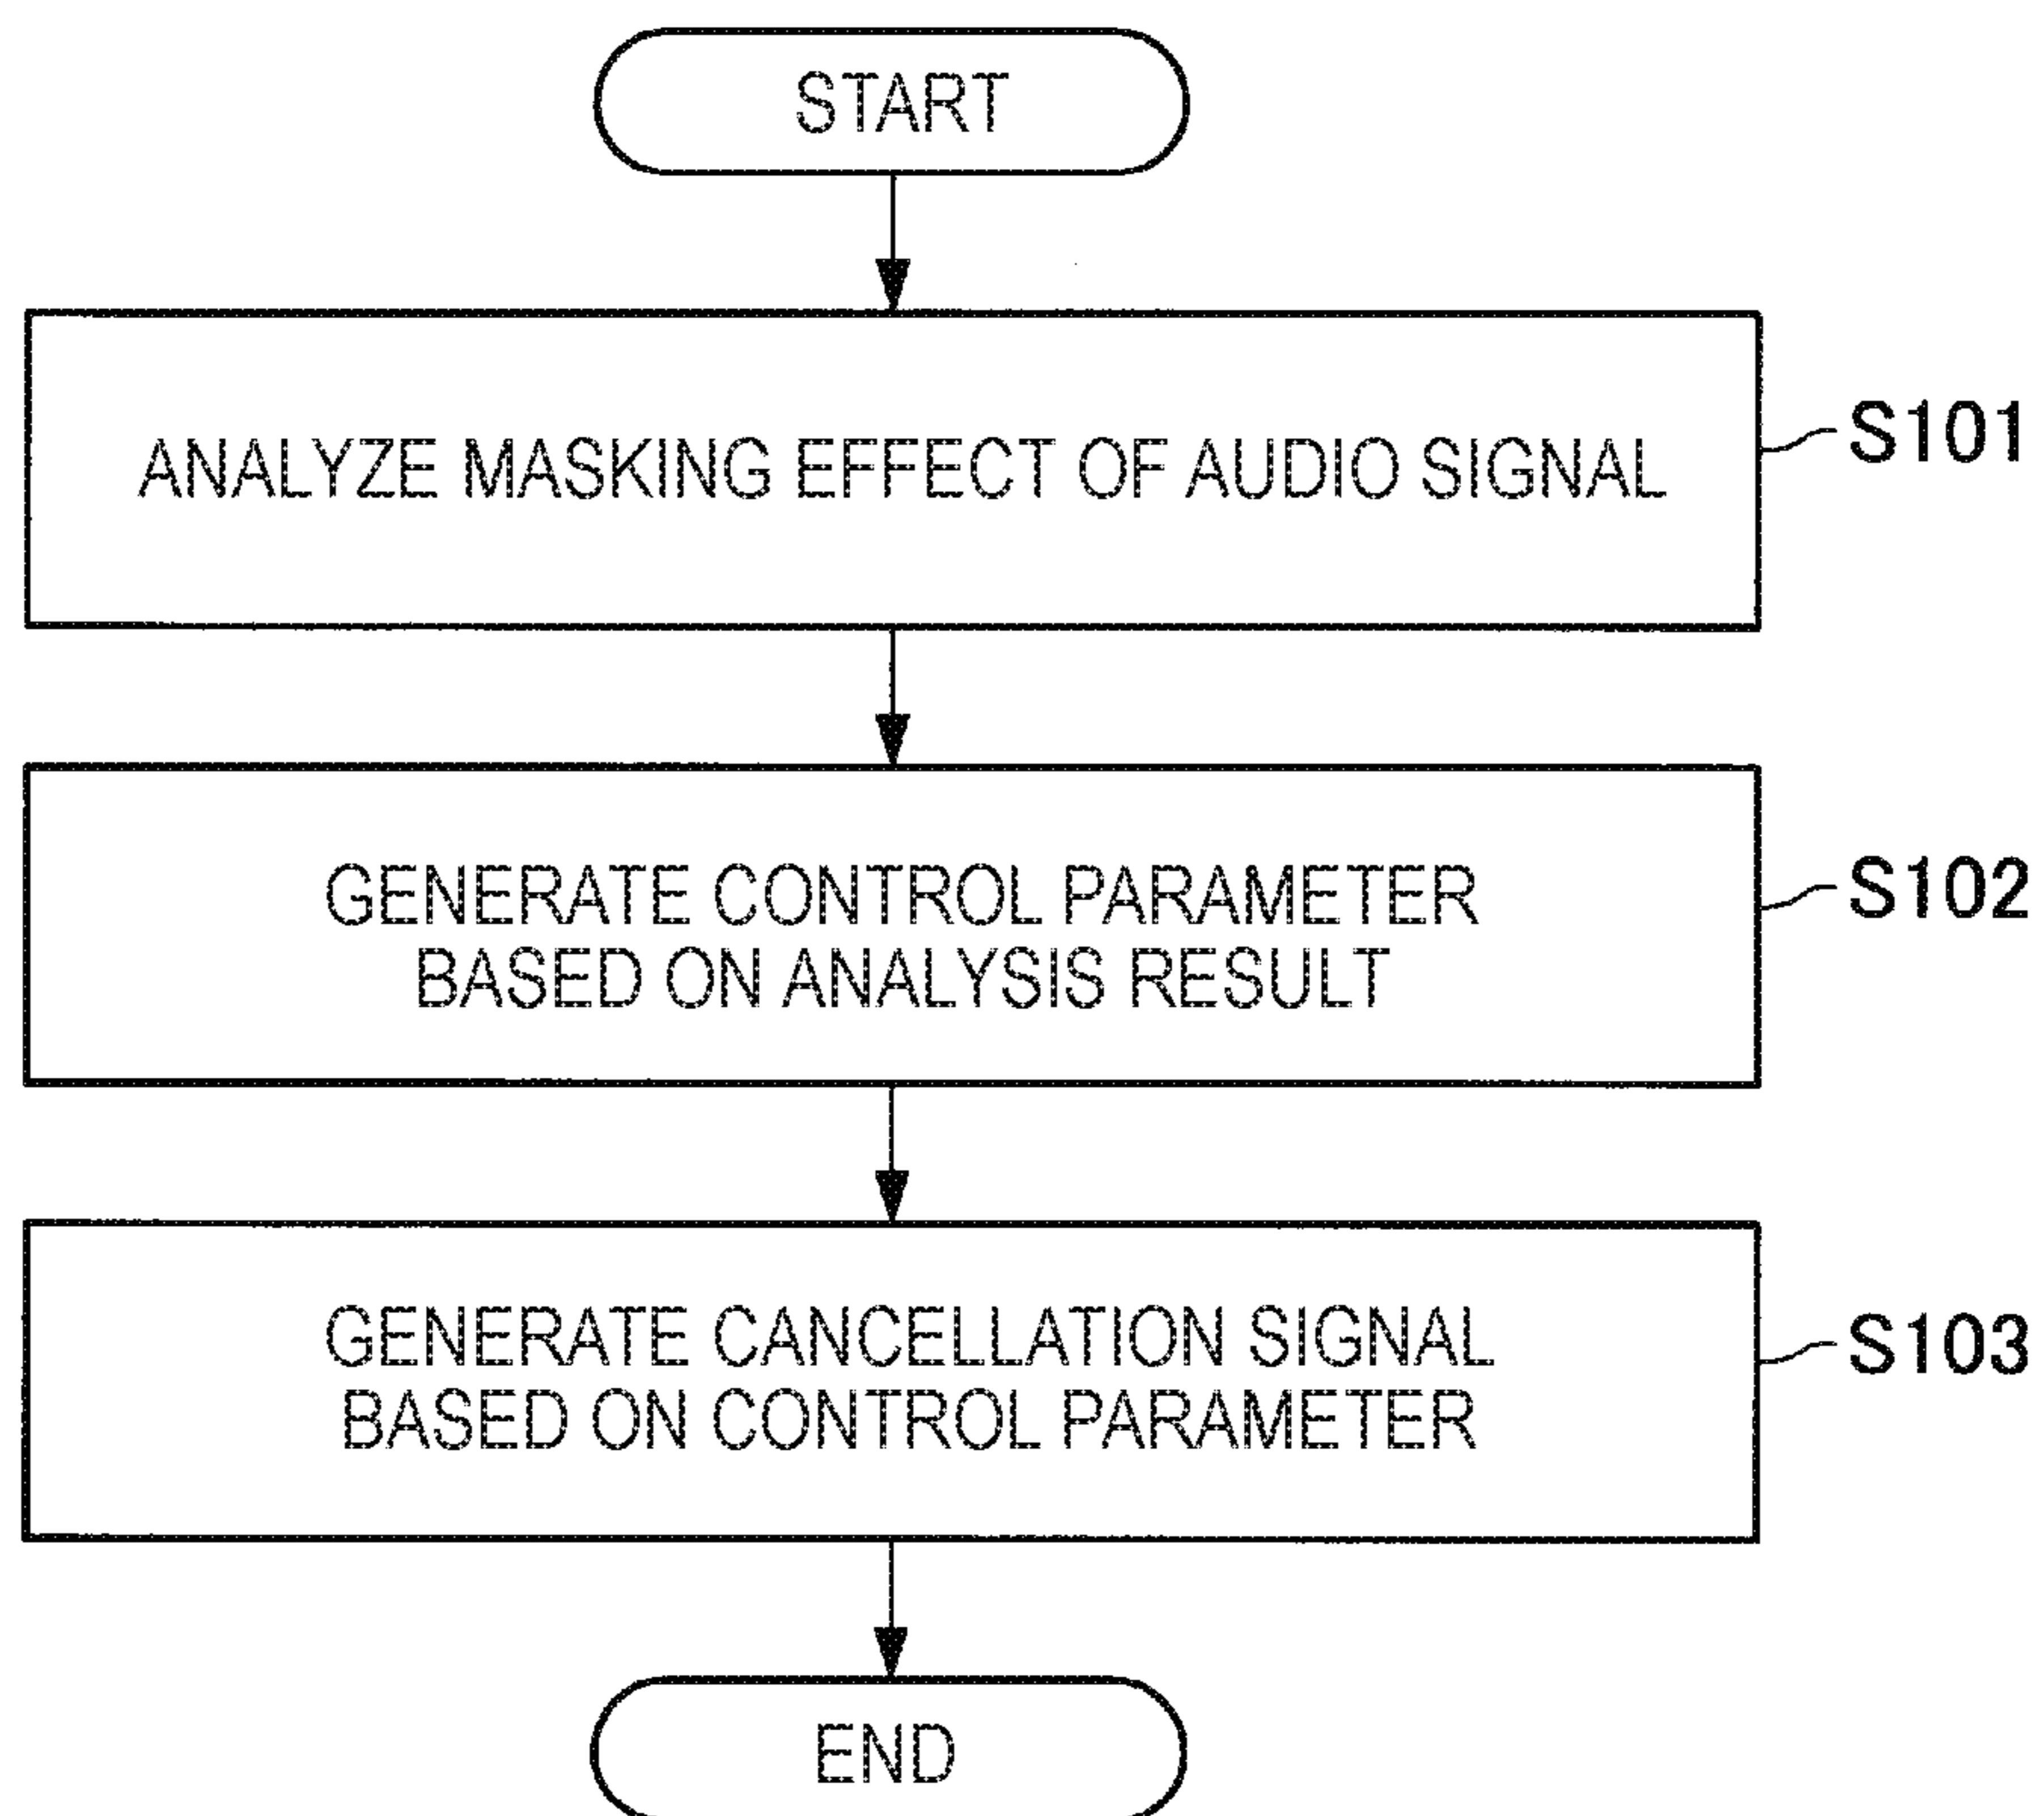 START
ANALYZE MASKING EFFECT OF AUDIO SIGNAL
S101
GENERATE CONTROL PARAMETER
BASED ON ANALYSIS RESULT
S102
GENERATE CANCELLATION SIGNAL
BASED ON CONTROL PARAMETER
S103
END